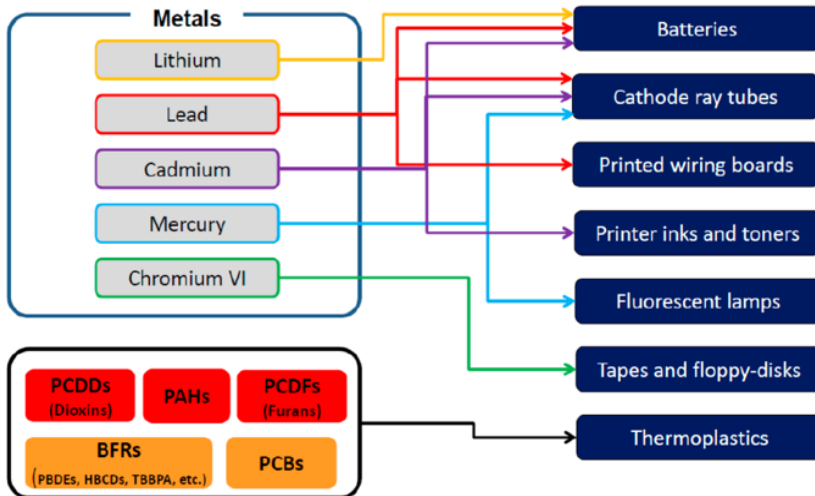 Metals
Lithium
Lead
Cadmium
Mercury
Chromium VI
Batteries
Cathode ray tubes
Printed wiring boards
Printer inks and toners
Fluorescent lamps
Tapes and floppy-disks
Thermoplastics
PCDDs
(Dioxins)
PAHs
PCDFs
(Furans)
BFRs
(PBDEs, HBCDs, TBBPA, etc.)
PCBs